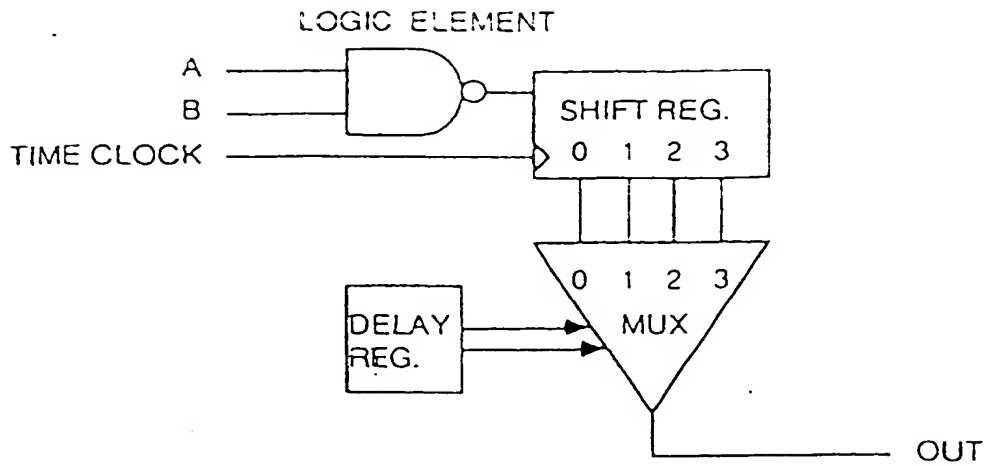 LOGIC ELEMENT
A
B
TIME CLOCK
SHIFT REG.
0 1 2 3
0 1 2 3
MUX
DELAY
REG.
OUT